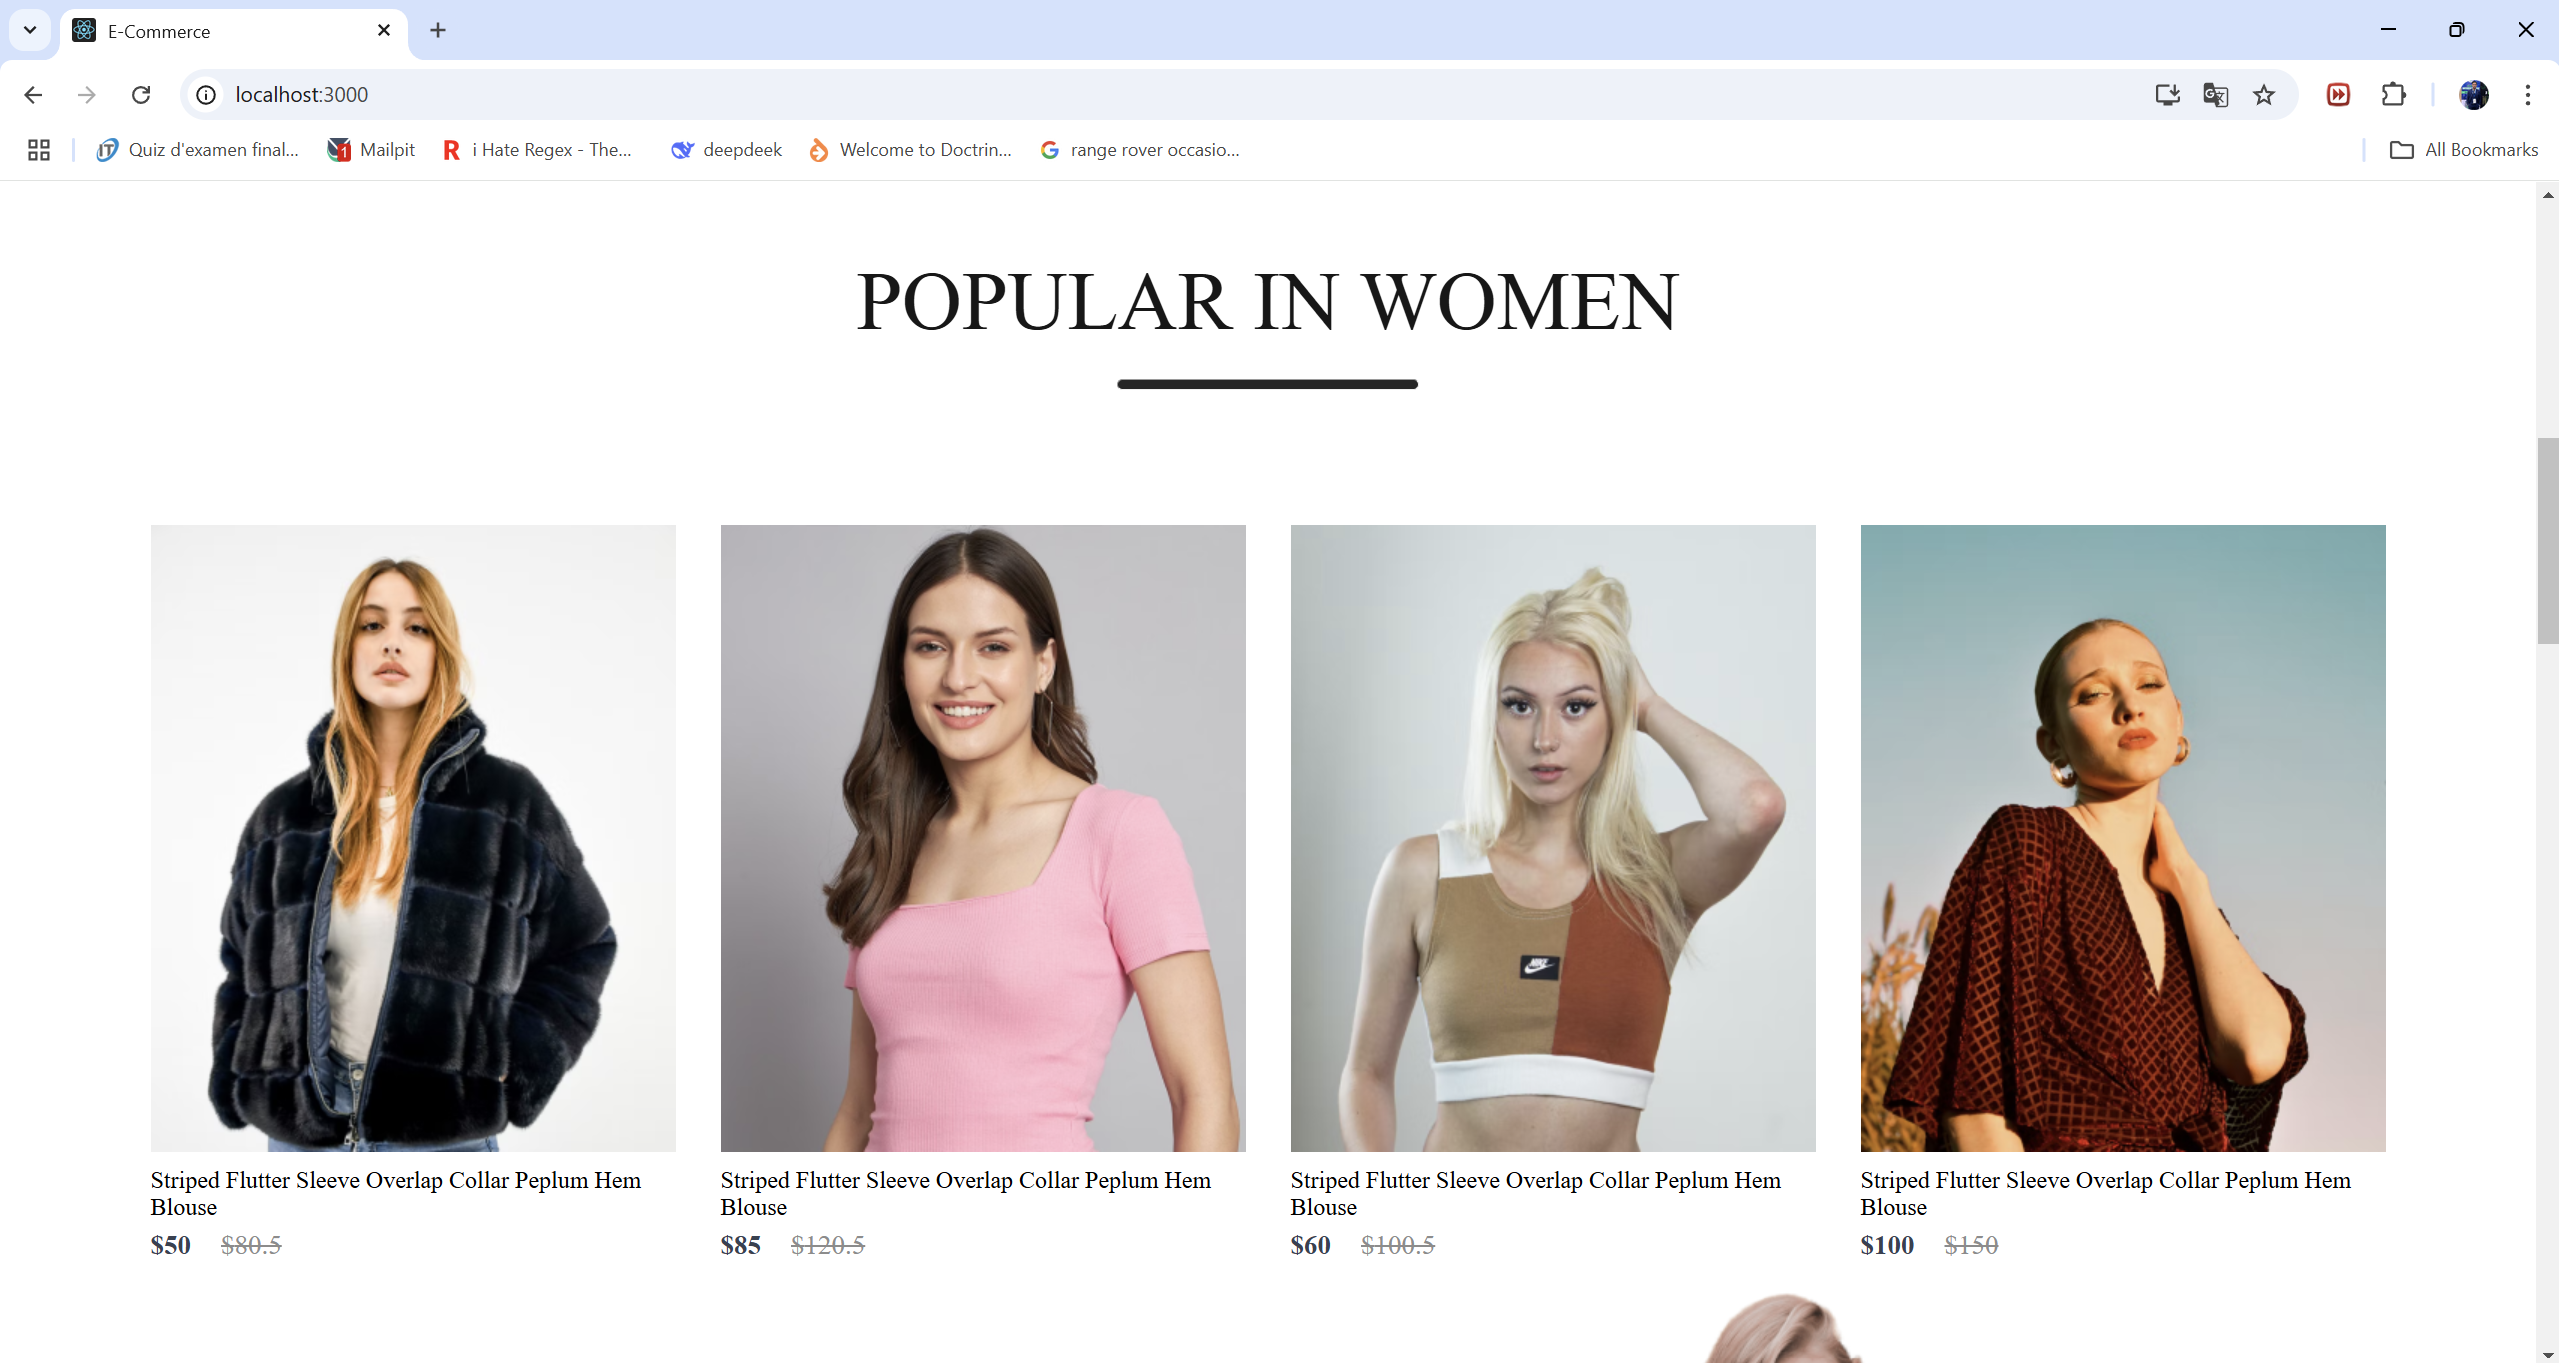 E-Commerce
localhost:3000
Quiz d'examen final...
1
Mailpit
R
i Hate Regex - The...
deepdeek
Welcome to Doctrin...
range rover occasio...
All Bookmarks
POPULAR IN WOMEN
NIKE
Striped Flutter Sleeve Overlap Collar Peplum Hem
Blouse
$50 $80.5
Striped Flutter Sleeve Overlap Collar Peplum Hem
Blouse
$85 $120.5
Striped Flutter Sleeve Overlap Collar Peplum Hem
Blouse
$60 $100.5
Striped Flutter Sleeve Overlap Collar Peplum Hem
Blouse
$100 $150